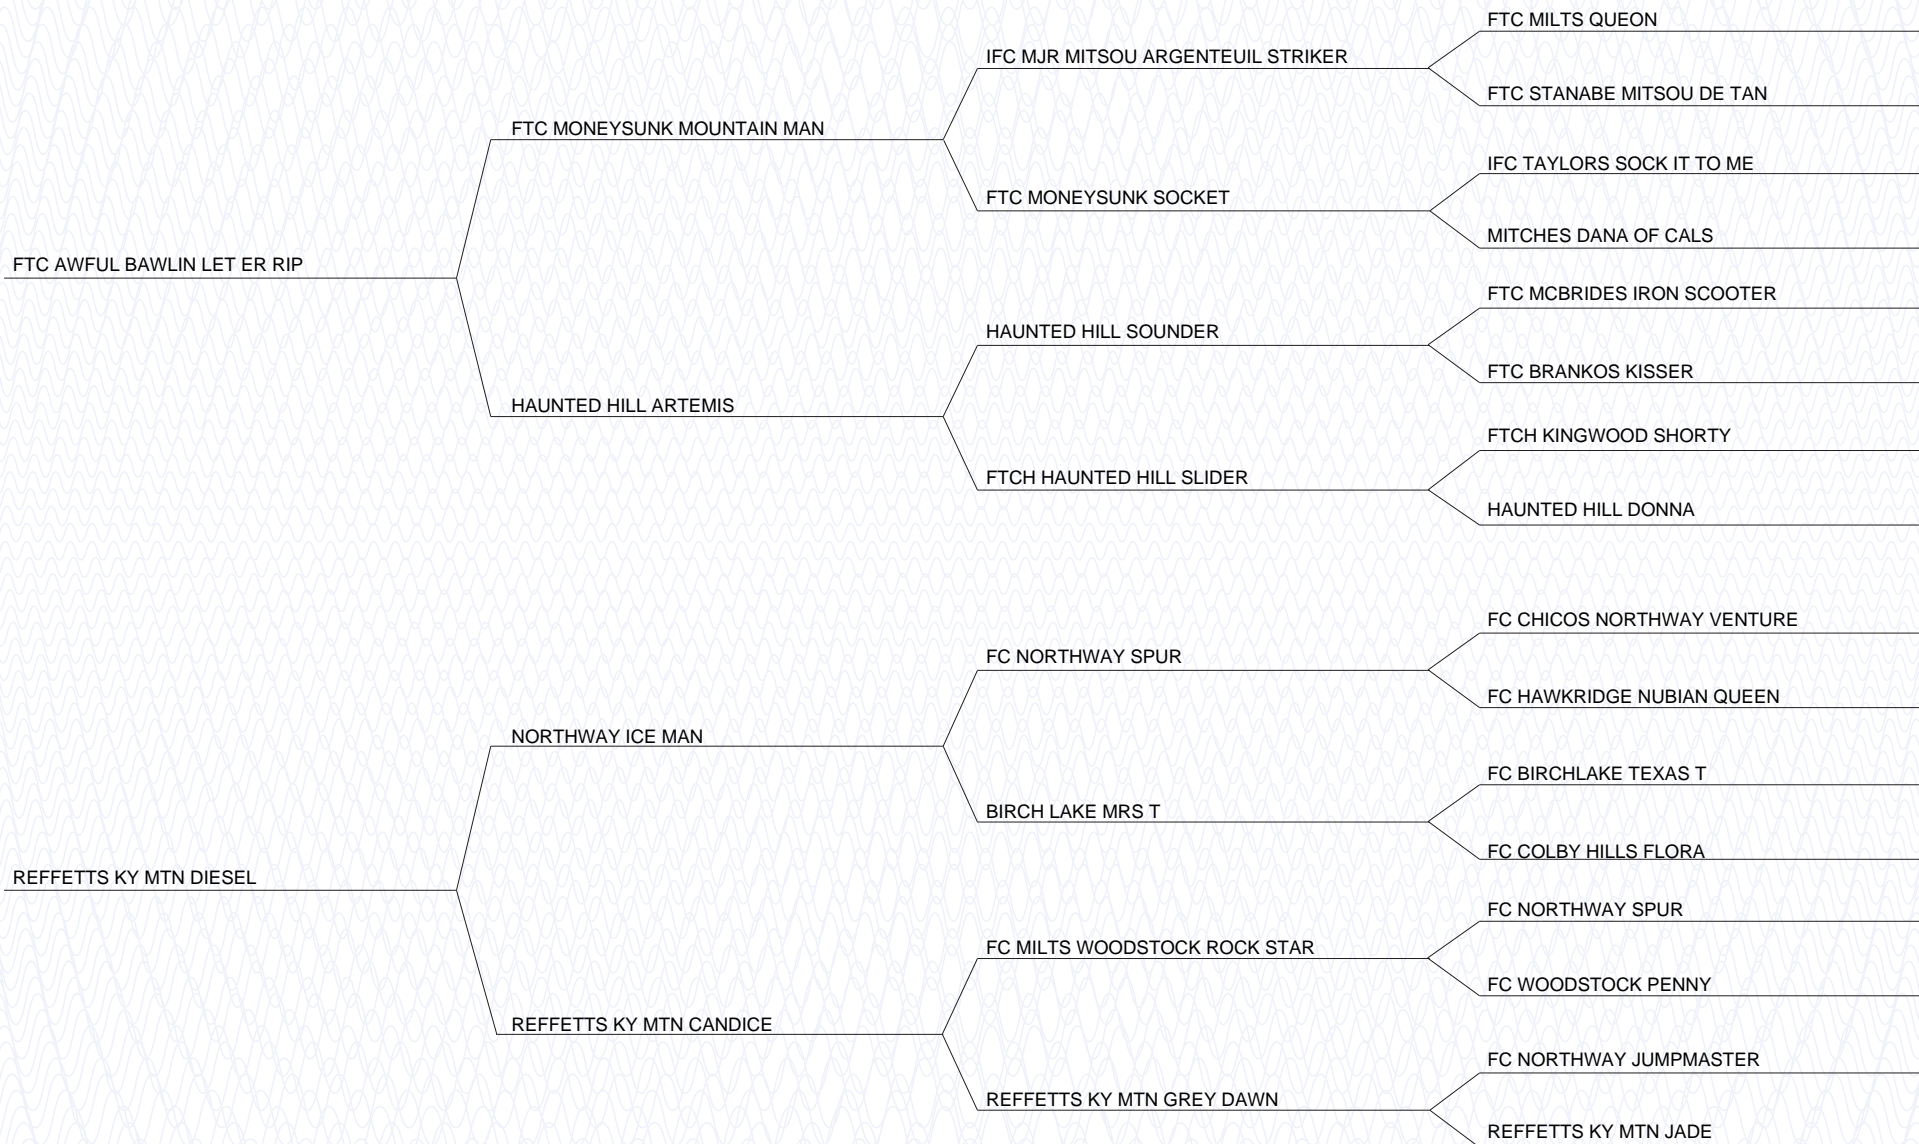 FTC AWFUL BAWLIN LET ER RIP
FTC MONEYSUNK MOUNTAIN MAN
IFC MJR MITSOU ARGENTEUIL STRIKER
FTC MILTS QUEON
FTC STANABE MITSOU DE TAN
FTC MONEYSUNK SOCKET
IFC TAYLORS SOCK IT TO ME
MITCHES DANA OF CALS
HAUNTED HILL ARTEMIS
HAUNTED HILL SOUNDER
FTC MCBRIDES IRON SCOOTER
FTC BRANKOS KISSER
FTCH HAUNTED HILL SLIDER
FTCH KINGWOOD SHORTY
HAUNTED HILL DONNA
REFFETTS KY MTN DIESEL
NORTHWAY ICE MAN
FC NORTHWAY SPUR
FC CHICOS NORTHWAY VENTURE
FC HAWKRIDGE NUBIAN QUEEN
BIRCH LAKE MRS T
FC BIRCHLAKE TEXAS T
FC COLBY HILLS FLORA
REFFETTS KY MTN CANDICE
FC MILTS WOODSTOCK ROCK STAR
FC NORTHWAY SPUR
FC WOODSTOCK PENNY
REFFETTS KY MTN GREY DAWN
FC NORTHWAY JUMPMASTER
REFFETTS KY MTN JADE